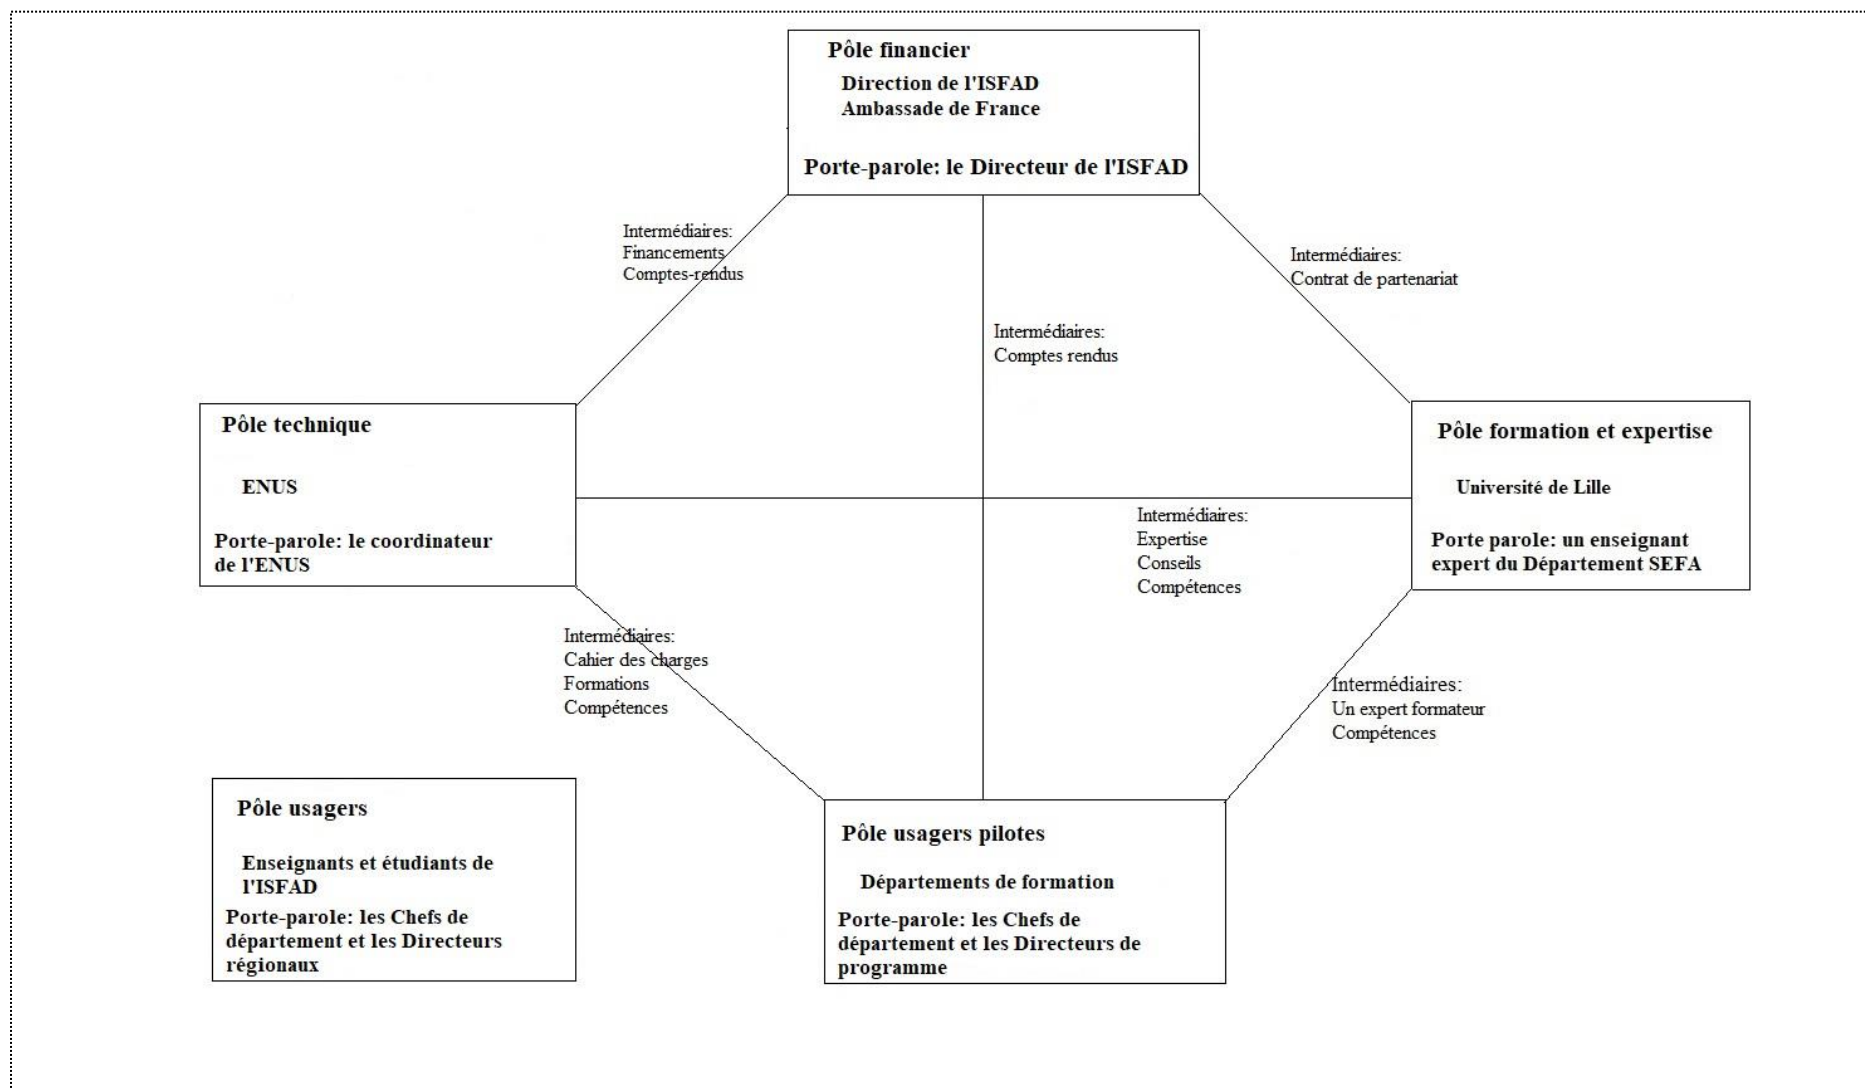 Pôle financier
Direction de l'ISFAD
Ambassade de France
Porte-parole: le Directeur de l'ISFAD
Intermédiaires:
Financements
Comptes-rendus
Intermédiaires:
Contrat de partenariat
Intermédiaires:
Comptes rendus
Pôle technique
ENUS
Porte-parole: le coordinateur
de l'ENUS
Pôle formation et expertise
Université de Lille
Porte parole: un enseignant
expert du Département SEFA
Intermédiaires:
Expertise
Conseils
Compétences
Intermédiaires:
Cahier des charges
Formations
Compétences
Intermédiaires:
Un expert formateur
Compétences
Pôle usagers
Enseignants et étudiants de
l'ISFAD
Porte-parole: les Chefs de
département et les Directeurs
régionaux
Pôle usagers pilotes
Départements de formation
Porte-parole: les Chefs de
département et les Directeurs de
programme